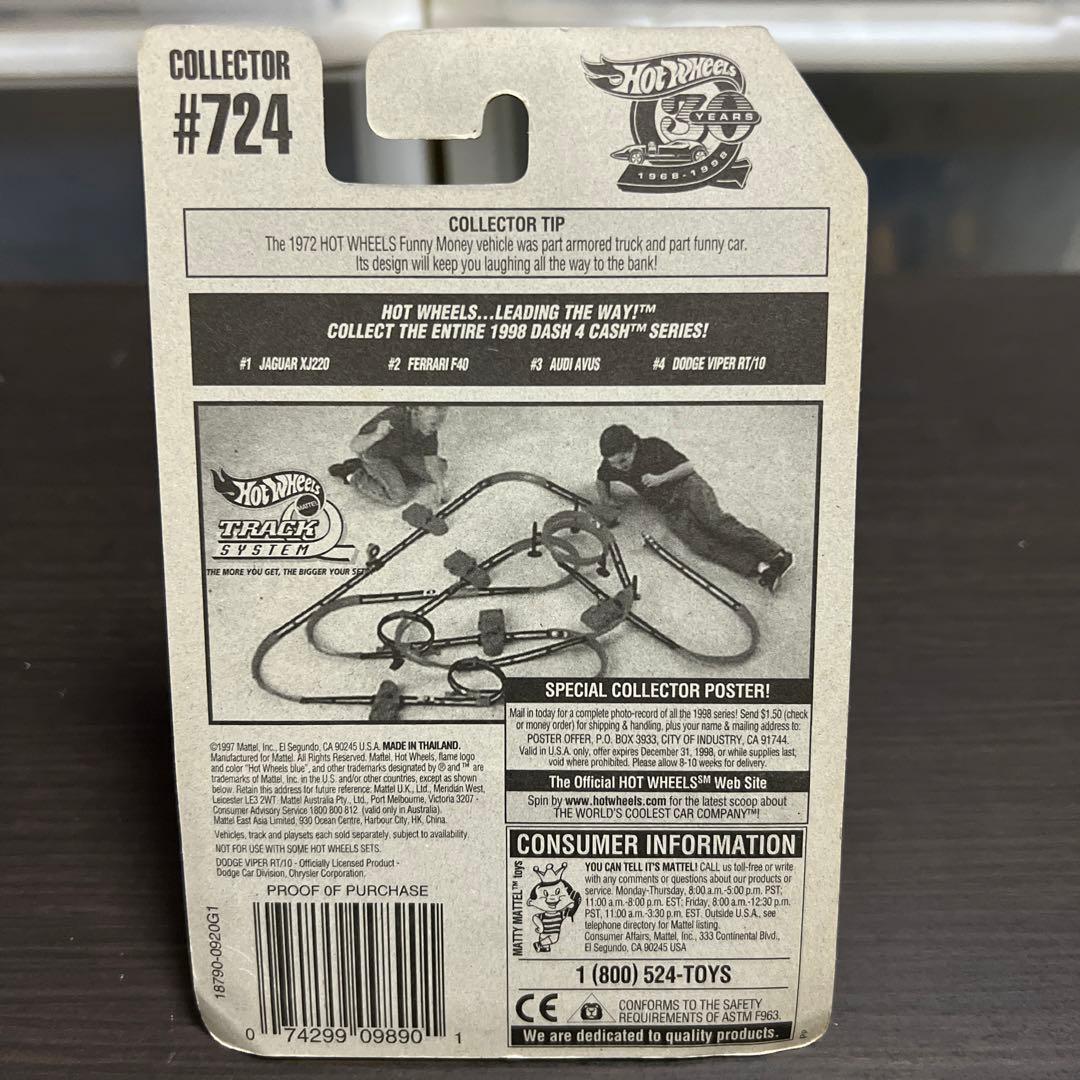 COLLECTOR
#724
HOT WHEELS
30
YEARS
1968-1998
COLLECTOR TIP
The 1972 HOT WHEELS Funny Money vehicle was part armored truck and part funny car.
Its design will keep you laughing all the way to the bank!
HOT WHEELS...LEADING THE WAY!™
COLLECT THE ENTIRE 1998 DASH 4 CASH™ SERIES!
#1 JAGUAR XJ220 #2 FERRARI F40 #3 AUDI AVUS #4 DODGE VIPER RT/10
HOT WHEELS
MATTEL
TRACK
SYSTEM
THE MORE YOU GET, THE BIGGER YOUR SET
SPECIAL COLLECTOR POSTER!
Mail in today for a complete photo-record of all the 1998 series! Send $1.50 (check
or money order) for shipping & handling, plus your name & mailing address to:
POSTER OFFER, P.O. BOX 3933, CITY OF INDUSTRY, CA 91744.
Valid in U.S.A. only, offer expires December 31, 1998, or while supplies last,
void where prohibited. Please allow 8-10 weeks for delivery.
The Official HOT WHEELS℠ Web Site
Spin by www.hotwheels.com for the latest scoop about
THE WORLD'S COOLEST CAR COMPANY™!
©1997 Mattel, Inc., El Segundo, CA 90245 U.S.A. MADE IN THAILAND.
Manufactured for Mattel. All Rights Reserved. Mattel, Hot Wheels, flame logo
and color "Hot Wheels blue", and other trademarks designated by ® and ™ are
trademarks of Mattel, Inc. in the U.S. and/or other countries, except as shown
below. Retain this address for future reference: Mattel U.K., Ltd., Meridian West,
Leicester LE3 2WT. Mattel Australia Pty., Ltd., Port Melbourne, Victoria 3207 -
Consumer Advisory Service 1800 800 812 (valid only in Australia).
Mattel East Asia Limited, 930 Ocean Centre, Harbour City, HK, China.
Vehicles, track and playsets each sold separately, subject to availability.
NOT FOR USE WITH SOME HOT WHEELS SETS.
DODGE VIPER RT/10 - Officially Licensed Product -
Dodge Car Division, Chrysler Corporation.
PROOF OF PURCHASE
18790-0920G1
0 74299 09890 1
CONSUMER INFORMATION
MATTY MATTEL™ toys
YOU CAN TELL IT'S MATTEL! CALL us toll-free or write
with any comments or questions about our products or
service. Monday-Thursday, 8:00 a.m.-5:00 p.m. PST;
11:00 a.m.-8:00 p.m. EST; Friday, 8:00 a.m.-12:30 p.m.
PST, 11:00 a.m.-3:30 p.m. EST. Outside U.S.A., see
telephone directory for Mattel listing.
Consumer Affairs, Mattel, Inc., 333 Continental Blvd.,
El Segundo, CA 90245 USA
1 (800) 524-TOYS
CE
CONFORMS TO THE SAFETY
REQUIREMENTS OF ASTM F963.
We are dedicated to quality products.